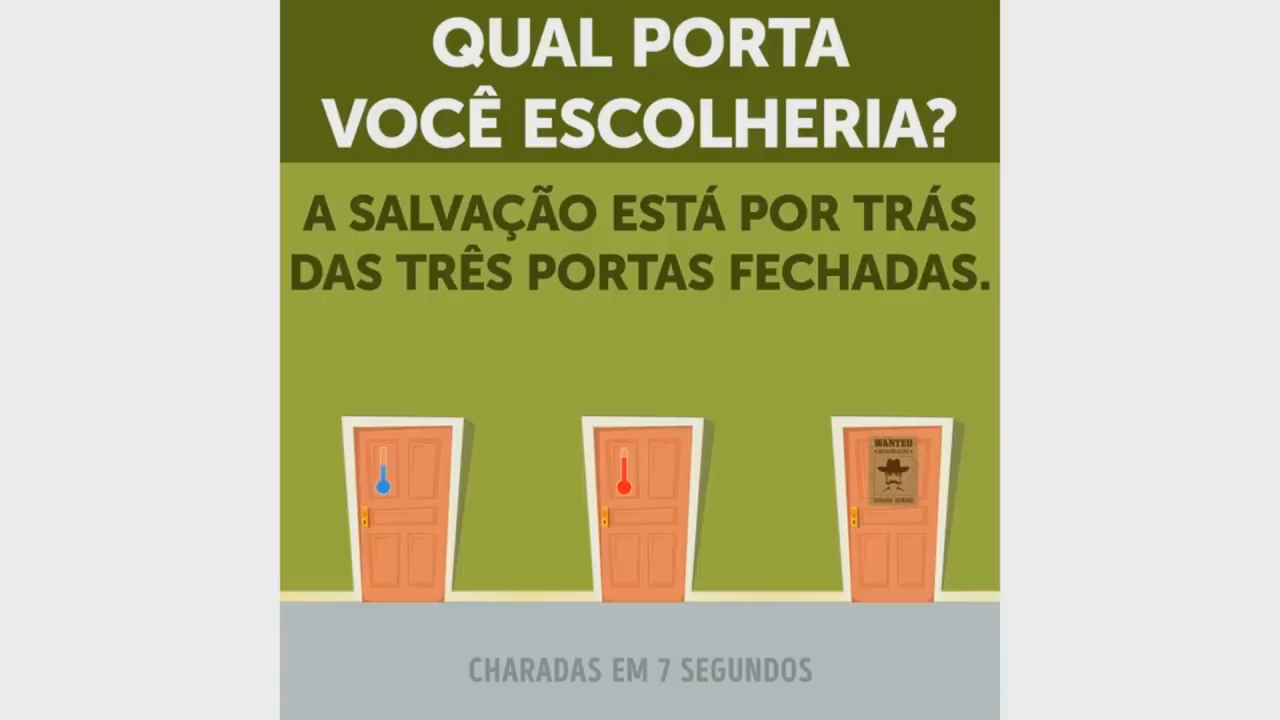 QUAL PORTA
VOCÊ ESCOLHERIA?
A SALVAÇÃO ESTÁ POR TRÁS
DAS TRÊS PORTAS FECHADAS.
WANTED
CHARADAS EM 7 SEGUNDOS